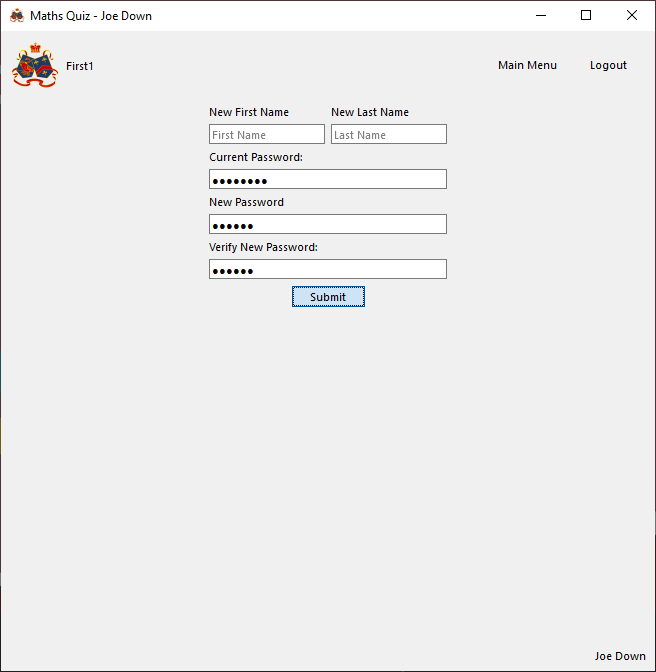 Maths Quiz - Joe Down
First1
Main Menu
Logout
New First Name
New Last Name
First Name
Last Name
Current Password:
••••••••
New Password
••••••
Verify New Password:
••••••
Submit
Joe Down